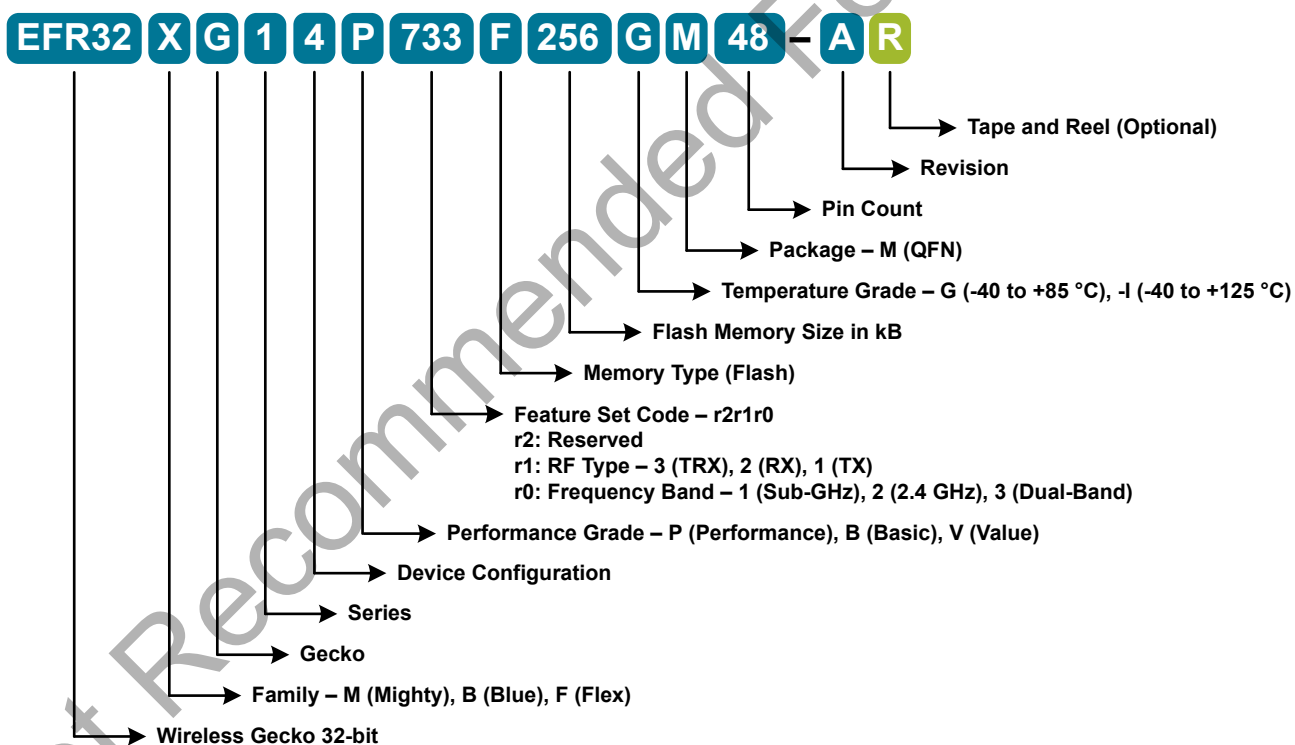 EFR32 X G 1 4 P 733 F 256 G M 48 – A R
Tape and Reel (Optional)
Revision
Pin Count
Package – M (QFN)
Temperature Grade – G (-40 to +85 °C), -I (-40 to +125 °C)
Flash Memory Size in kB
Memory Type (Flash)
Feature Set Code – r2r1r0
r2: Reserved
r1: RF Type – 3 (TRX), 2 (RX), 1 (TX)
r0: Frequency Band – 1 (Sub-GHz), 2 (2.4 GHz), 3 (Dual-Band)
Performance Grade – P (Performance), B (Basic), V (Value)
Device Configuration
Series
Gecko
Family – M (Mighty), B (Blue), F (Flex)
Wireless Gecko 32-bit
Recommended